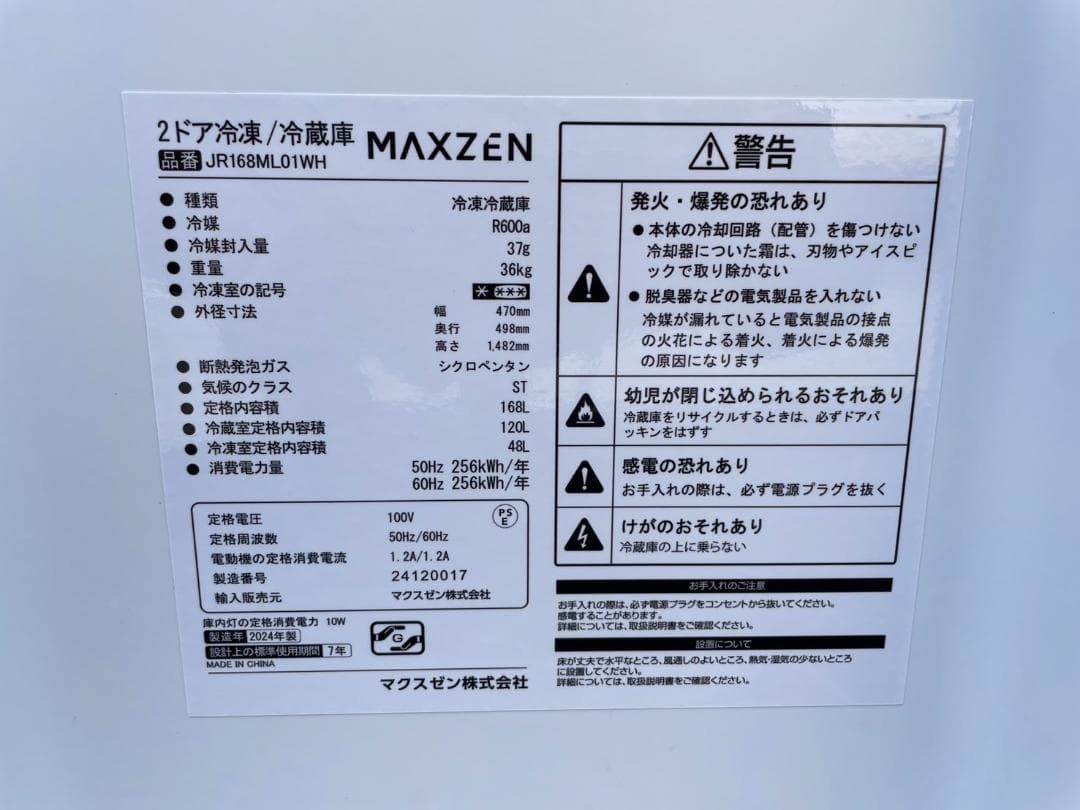 2ドア冷凍/冷蔵庫 MAXZEN
品番 JR168ML01WH
● 種類 冷凍冷蔵庫
● 冷媒 R600a
● 冷媒封入量 37g
● 重量 36kg
● 冷凍室の記号 * ***
● 外径寸法 幅 470mm
奥行 498mm
高さ 1,482mm
● 断熱発泡ガス シクロペンタン
● 気候のクラス ST
● 定格内容積 168L
● 冷蔵室定格内容積 120L
● 冷凍室定格内容積 48L
● 消費電力量 50Hz 256kWh/年
60Hz 256kWh/年
定格電圧 100V
PSE
定格周波数 50Hz/60Hz
電動機の定格消費電流 1.2A/1.2A
製造番号 24120017
輸入販売元 マクスゼン株式会社
庫内灯の定格消費電力 10W
製造年 2024年製
設計上の標準使用期間 7年
MADE IN CHINA
G
マクスゼン株式会社
警告
発火・爆発の恐れあり
● 本体の冷却回路（配管）を傷つけない
冷却器についた霜は、刃物やアイスピ
ックで取り除かない
● 脱臭器などの電気製品を入れない
冷媒が漏れていると電気製品の接点
の火花による着火、着火による爆発
の原因になります
幼児が閉じ込められるおそれあり
冷蔵庫をリサイクルするときは、必ずドアパ
ッキンをはずす
感電の恐れあり
お手入れの際は、必ず電源プラグを抜く
けがのおそれあり
冷蔵庫の上に乗らない
お手入れのご注意
お手入れの際は、必ず電源プラグをコンセントから抜いてください。
感電することがあります。
詳細については、取扱説明書をご確認ください。
設置について
床が丈夫で水平なところ、風通しのよいところ、熱気・湿気の少ないところ
に設置してください。
詳細については、取扱説明書をご確認ください。